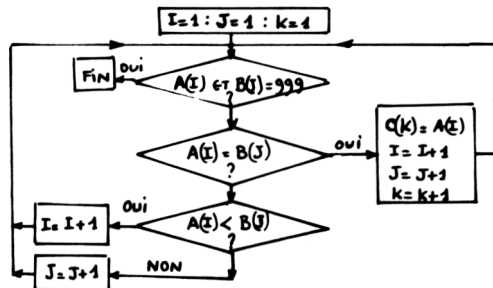 I=1 : J=1 : K=1
OUI
FIN
A(I) ET B(J)=999
?
A(I)=B(J)
?
OUI
C(K)=A(I)
I=I+1
J=J+1
K=K+1
OUI
A(I)<B(J)
?
I=I+1
NON
J=J+1